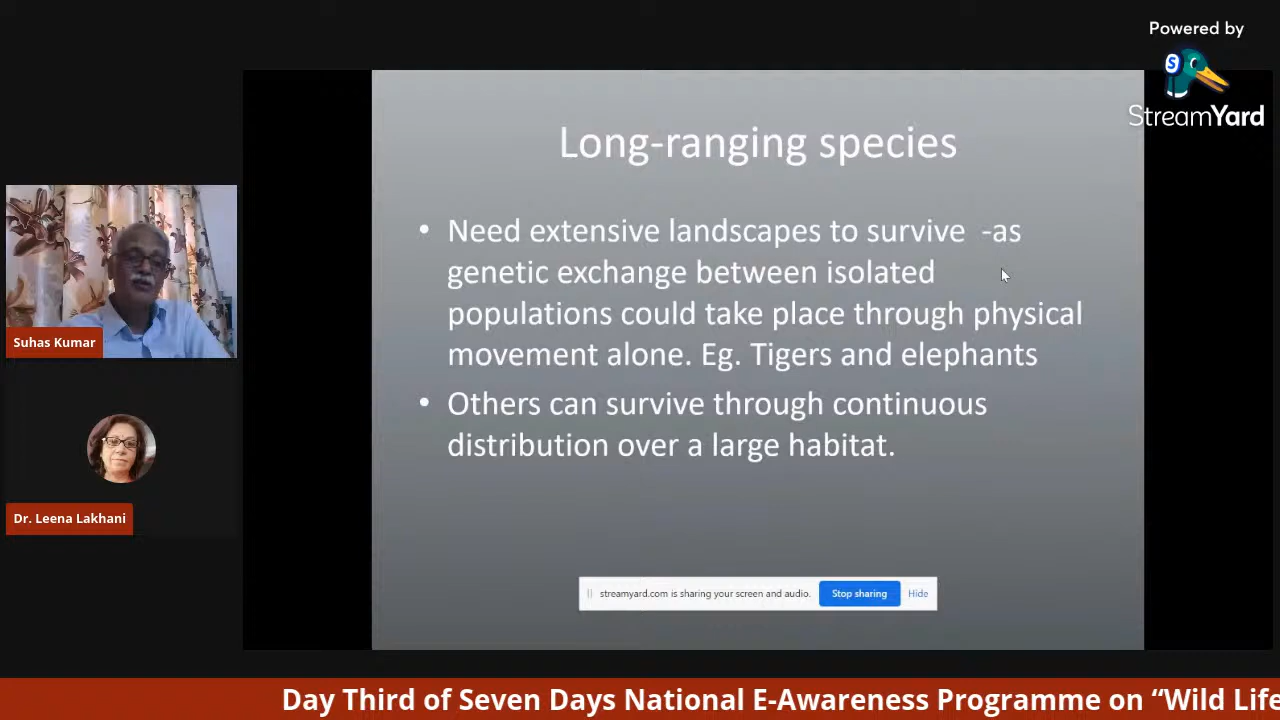 Powered by
StreamYard
Long-ranging species
• Need extensive landscapes to survive -as
genetic exchange between isolated
populations could take place through physical
movement alone. Eg. Tigers and elephants
• Others can survive through continuous
distribution over a large habitat.
Suhas Kumar
Dr. Leena Lakhani
streamyard.com is sharing your screen and audio. Stop sharing Hide
Day Third of Seven Days National E-Awareness Programme on “Wild Life